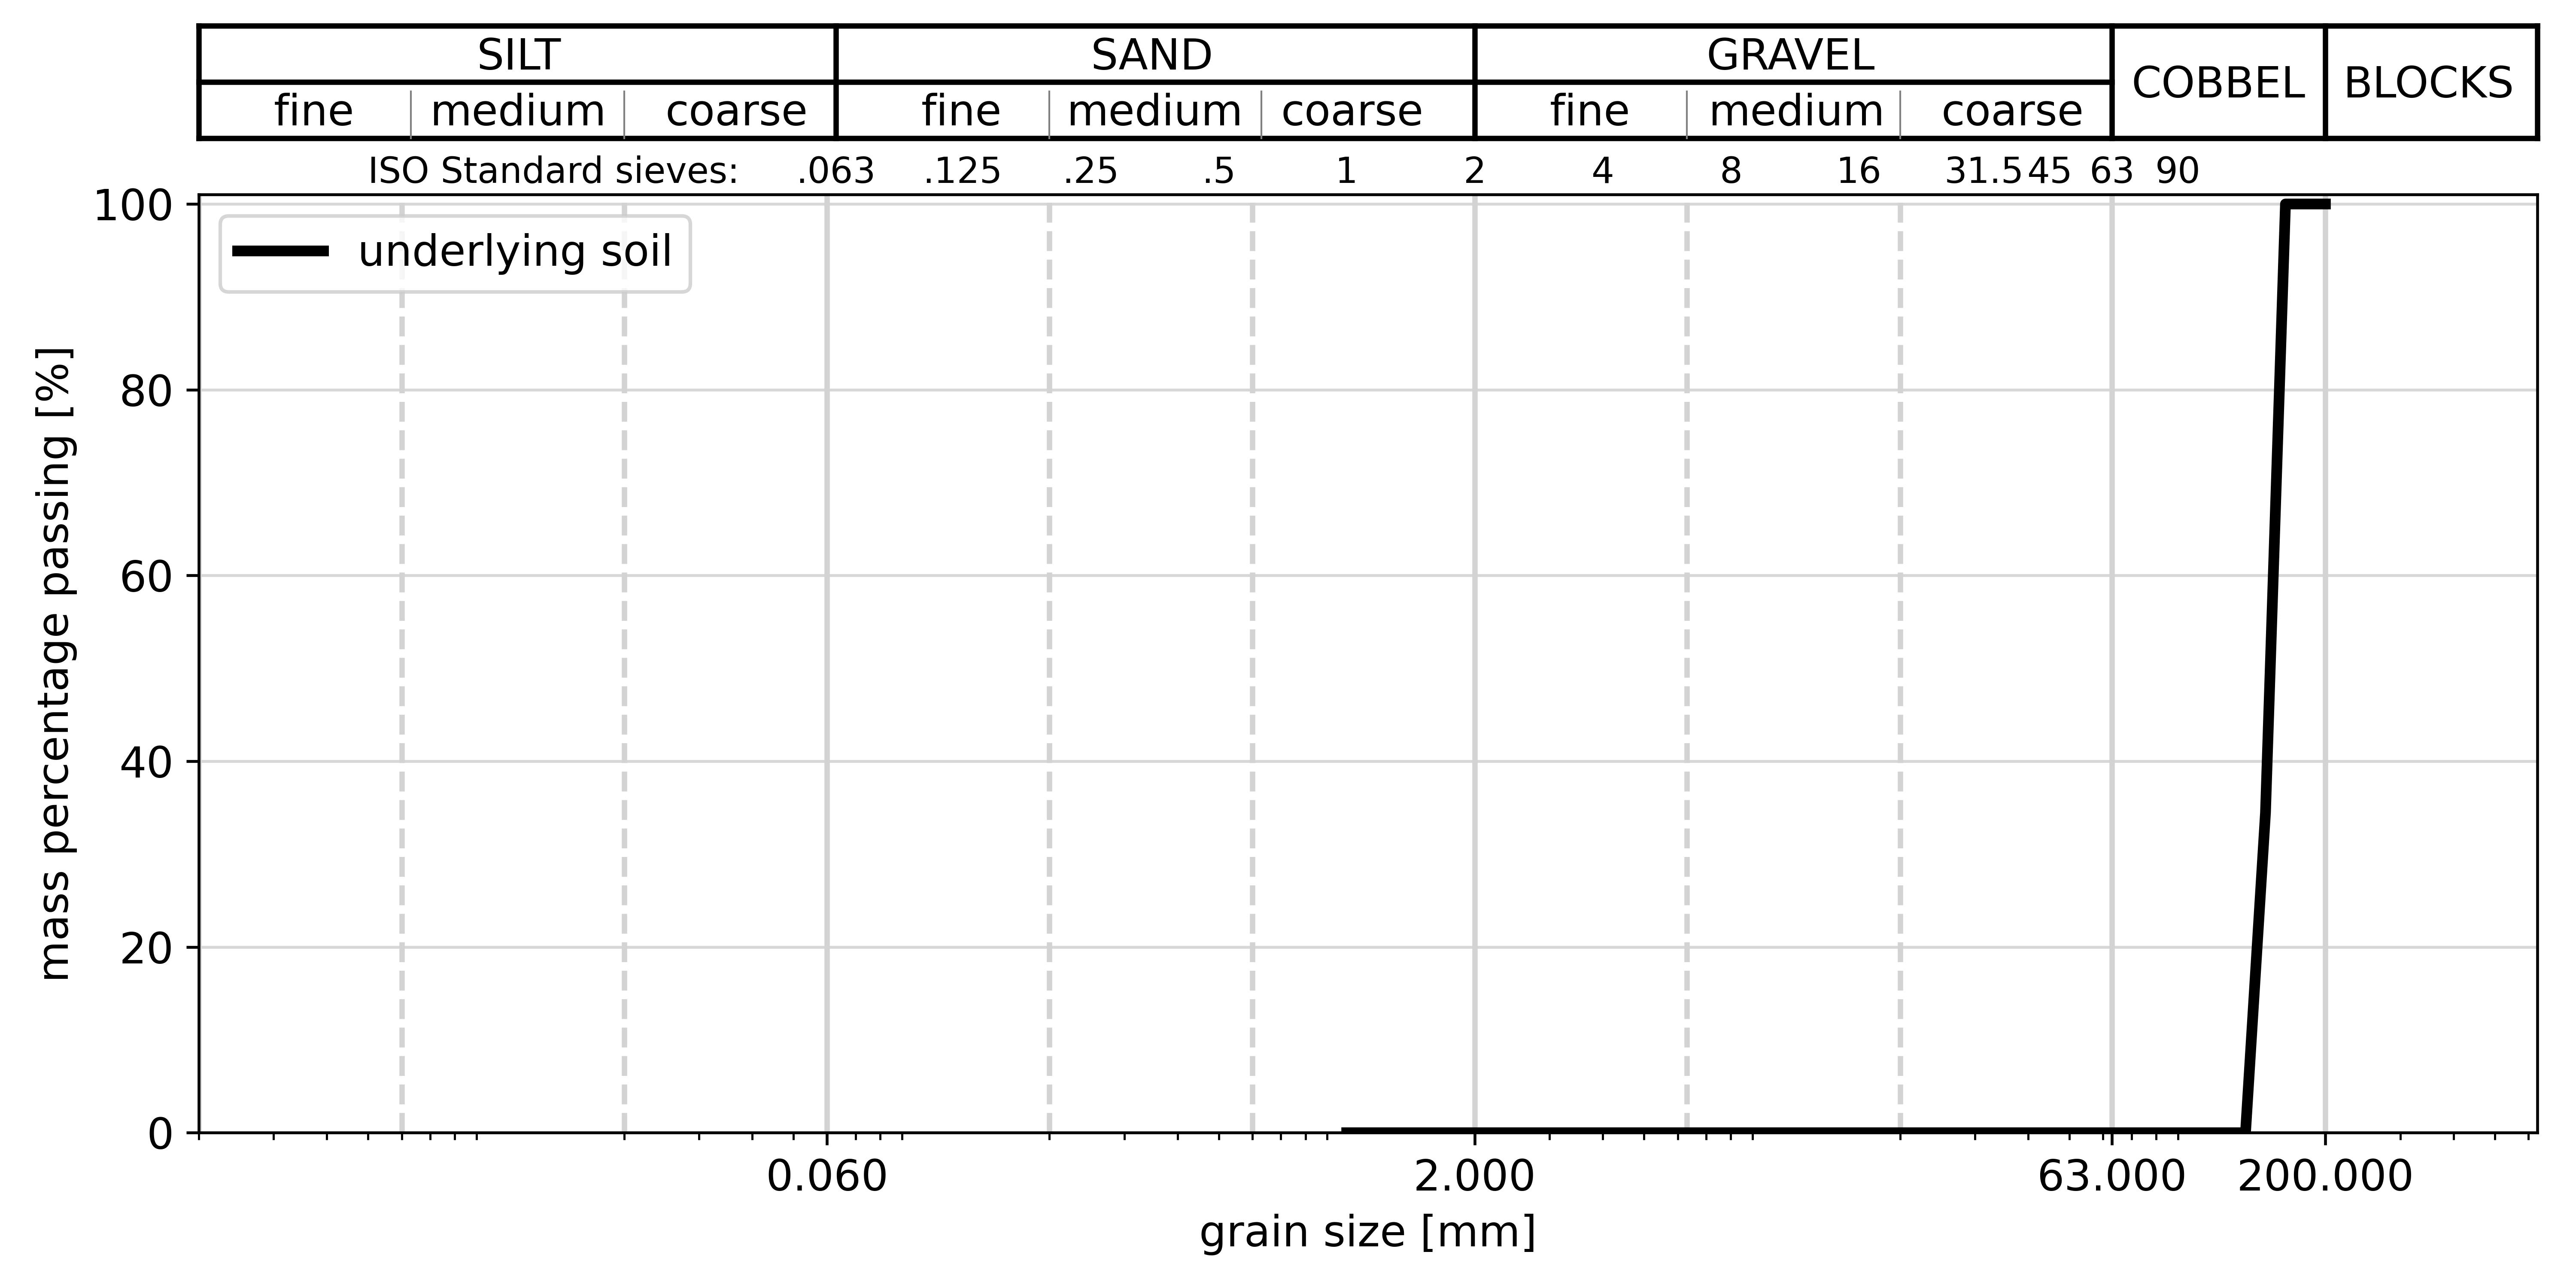 SILT SAND GRAVEL COBBEL BLOCKS
fine medium coarse fine medium coarse fine medium coarse
ISO Standard sieves: .063 .125 .25 .5 1 2 4 8 16 31.5 45 63 90
100
underlying soil
80
60
40
20
0
mass percentage passing [%]
0.060 2.000 63.000 200.000
grain size [mm]